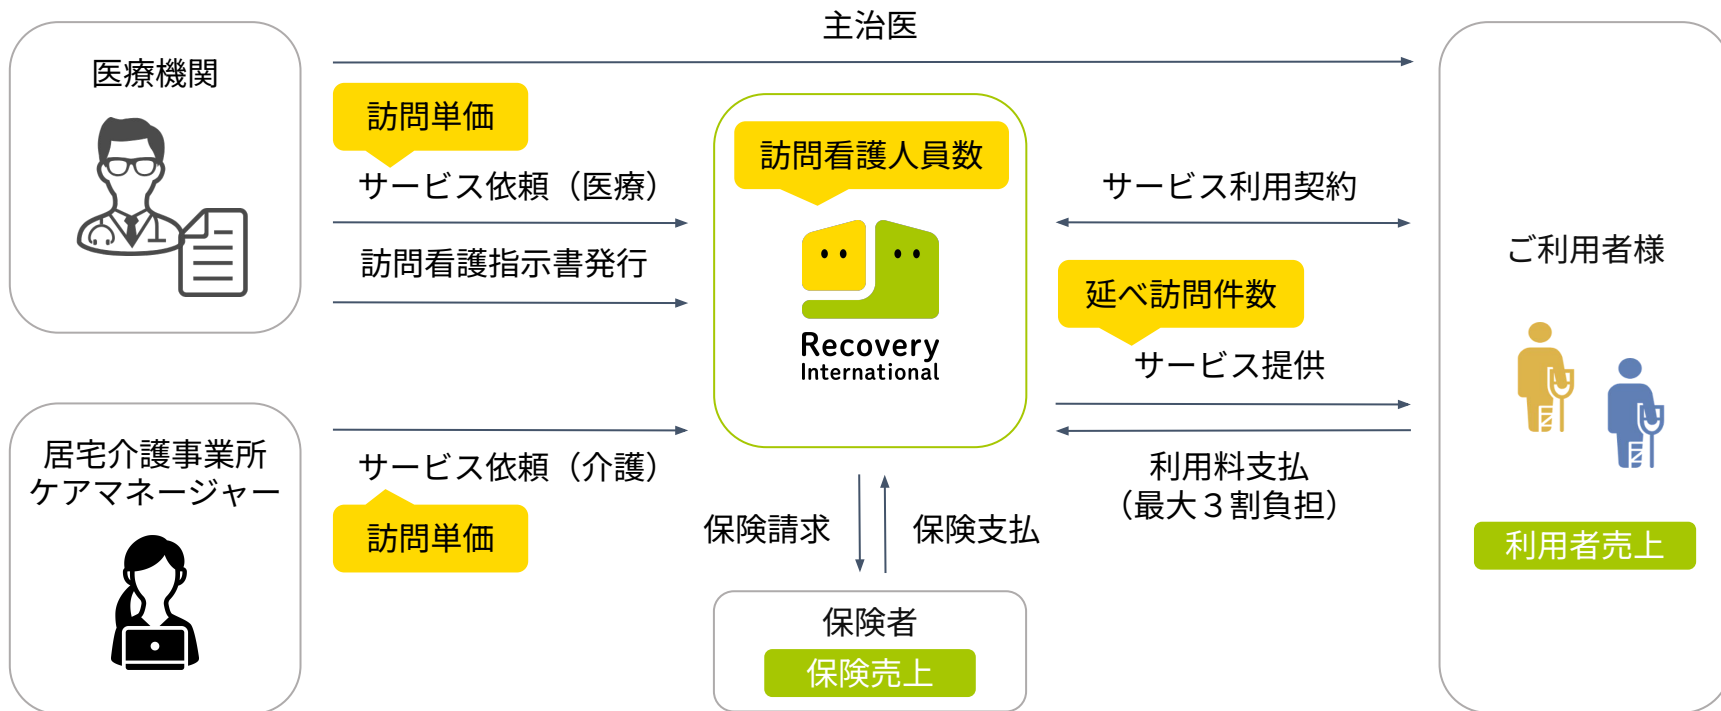 主治医
医療機関
訪問単価
サービス依頼（医療）
訪問看護指示書発行
訪問看護人員数
Recovery
International
サービス利用契約
延べ訪問件数
サービス提供
利用料支払
（最大３割負担）
ご利用者様
利用者売上
居宅介護事業所
ケアマネージャー
サービス依頼（介護）
訪問単価
保険請求
保険支払
保険者
保険売上